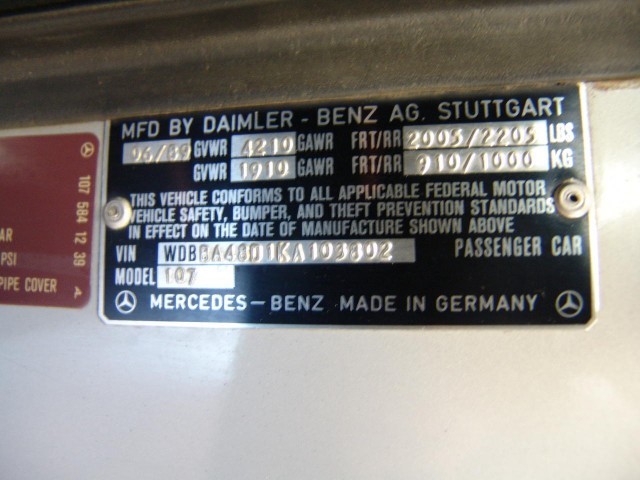 MFD BY DAIMLER - BENZ AG. STUTTGART
06/89 GVWR 4210 GAWR FRT/RR 2005/2205 LBS
GVWR 1910 GAWR FRT/RR 910/1000 KG
THIS VEHICLE CONFORMS TO ALL APPLICABLE FEDERAL MOTOR
VEHICLE SAFETY, BUMPER, AND THEFT PREVENTION STANDARDS
IN EFFECT ON THE DATE OF MANUFACTURE SHOWN ABOVE
VIN WDBBA48D1KA103802 PASSENGER CAR
MODEL 107
MERCEDES-BENZ MADE IN GERMANY
107 584 12 39
AR
PSI
PIPE COVER